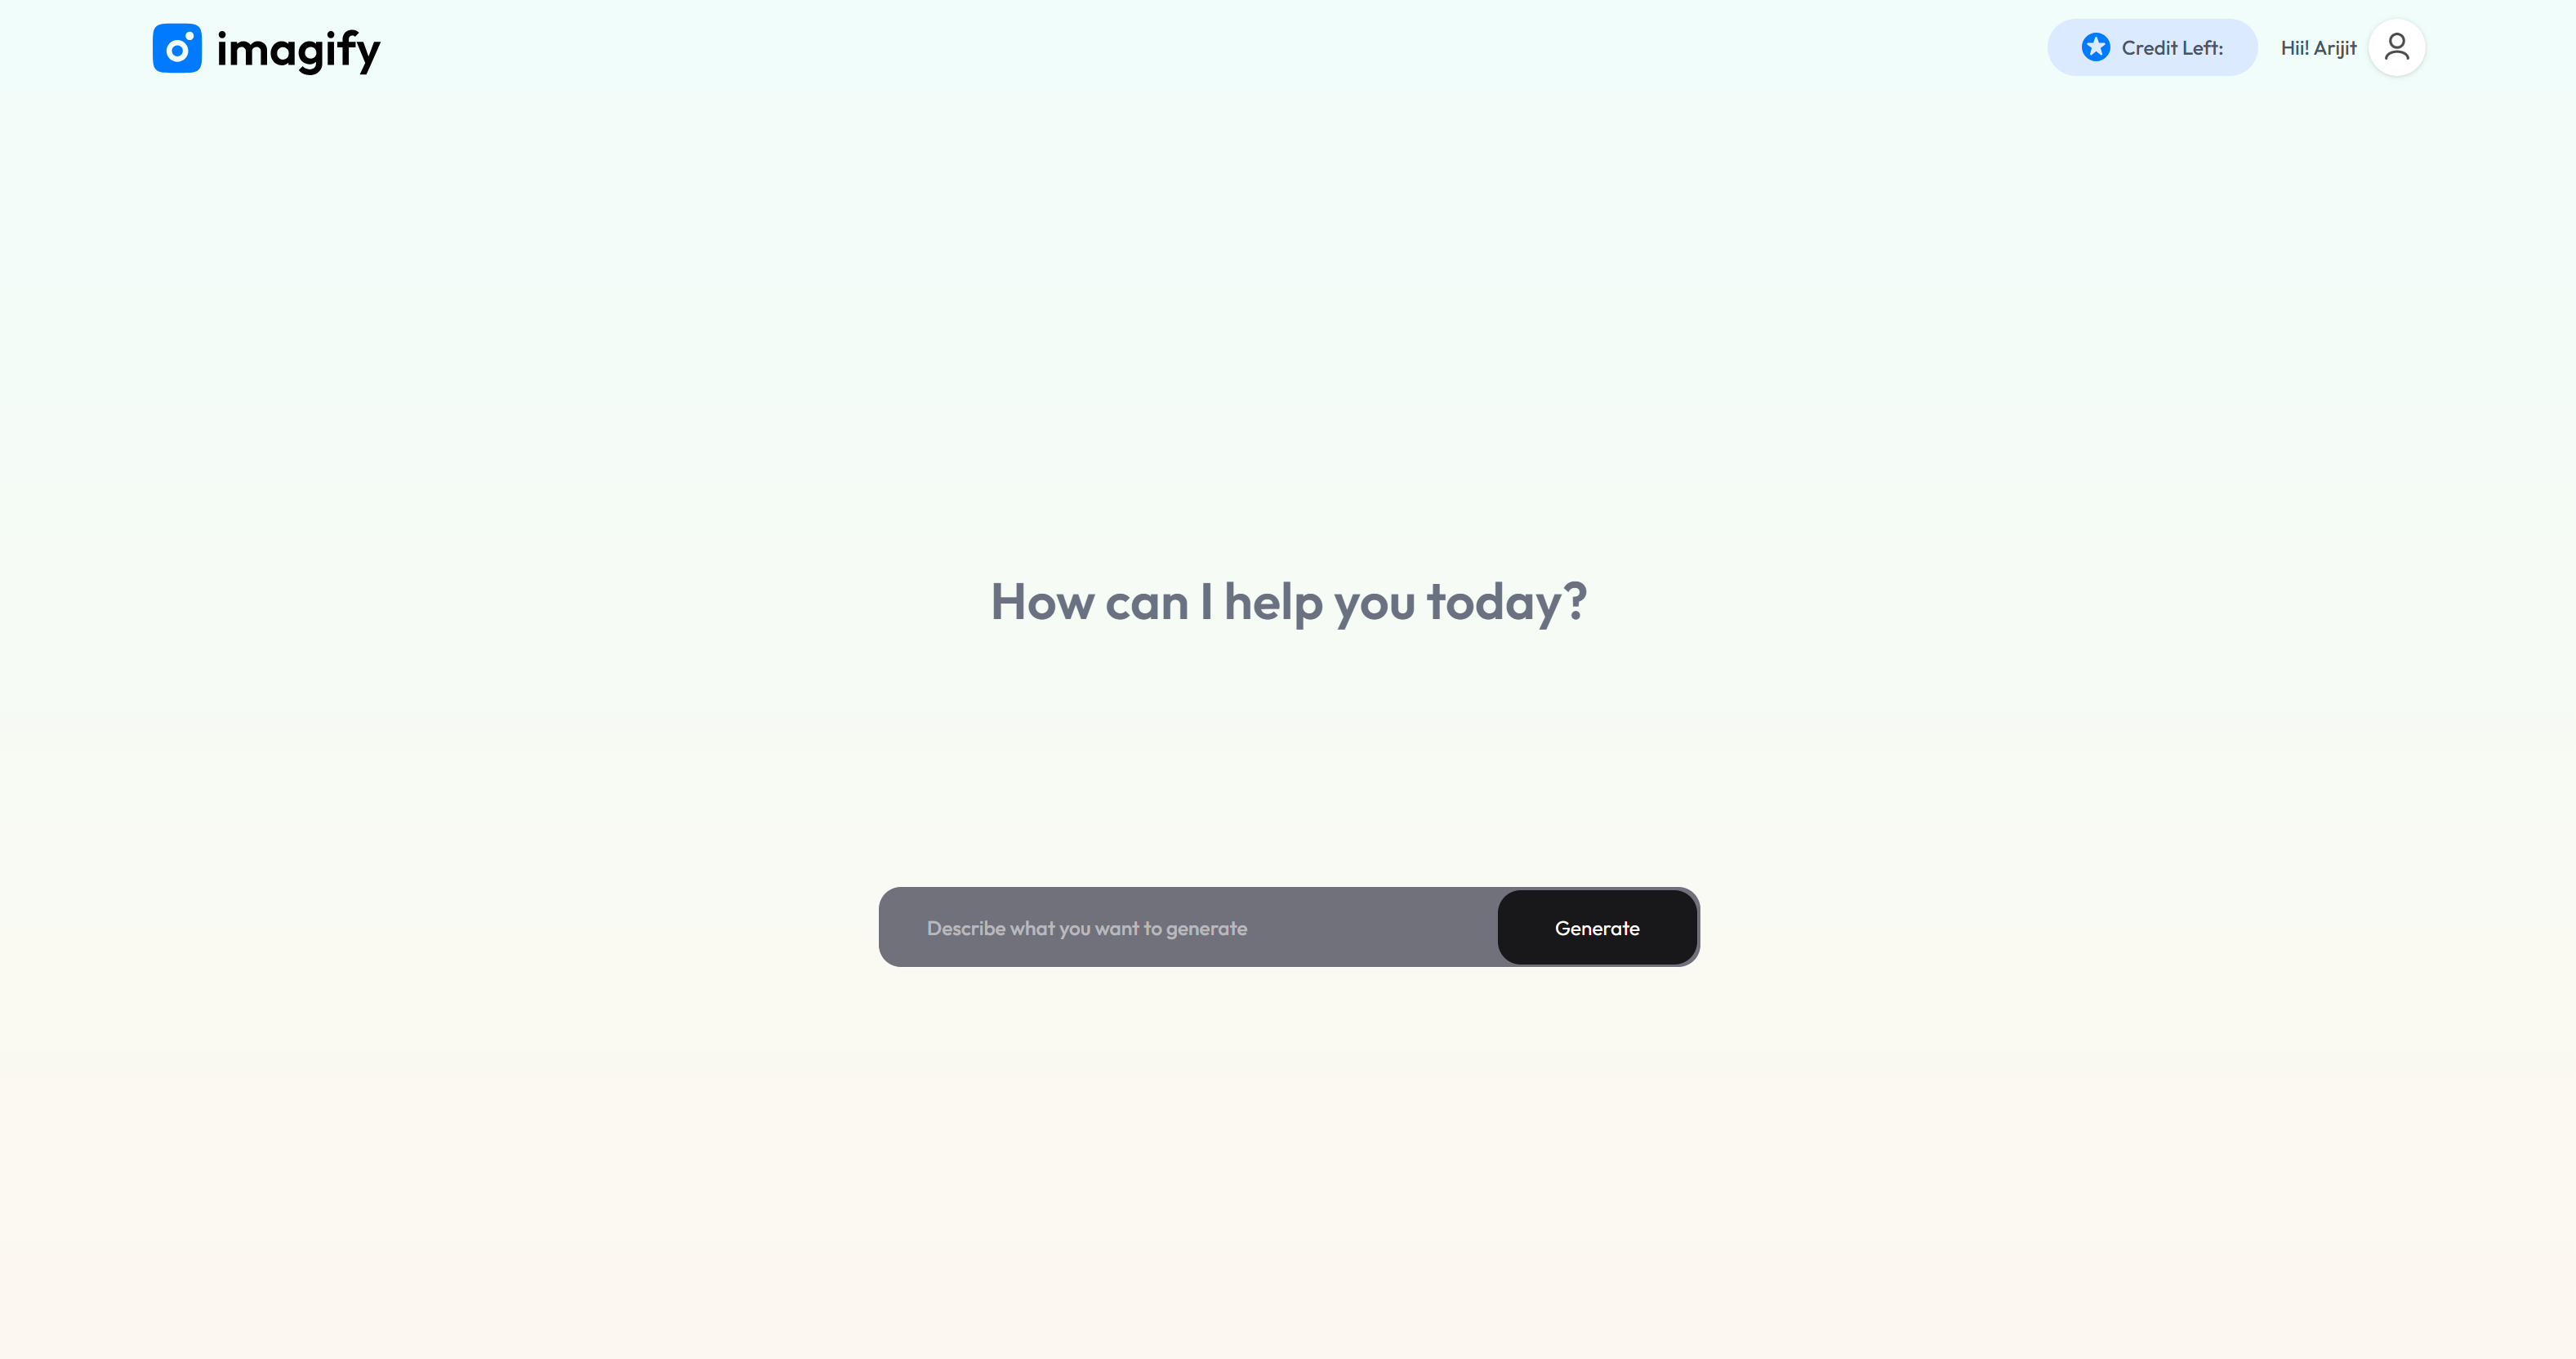 imagify
Credit Left:
Hii! Arijit
How can I help you today?
Describe what you want to generate
Generate